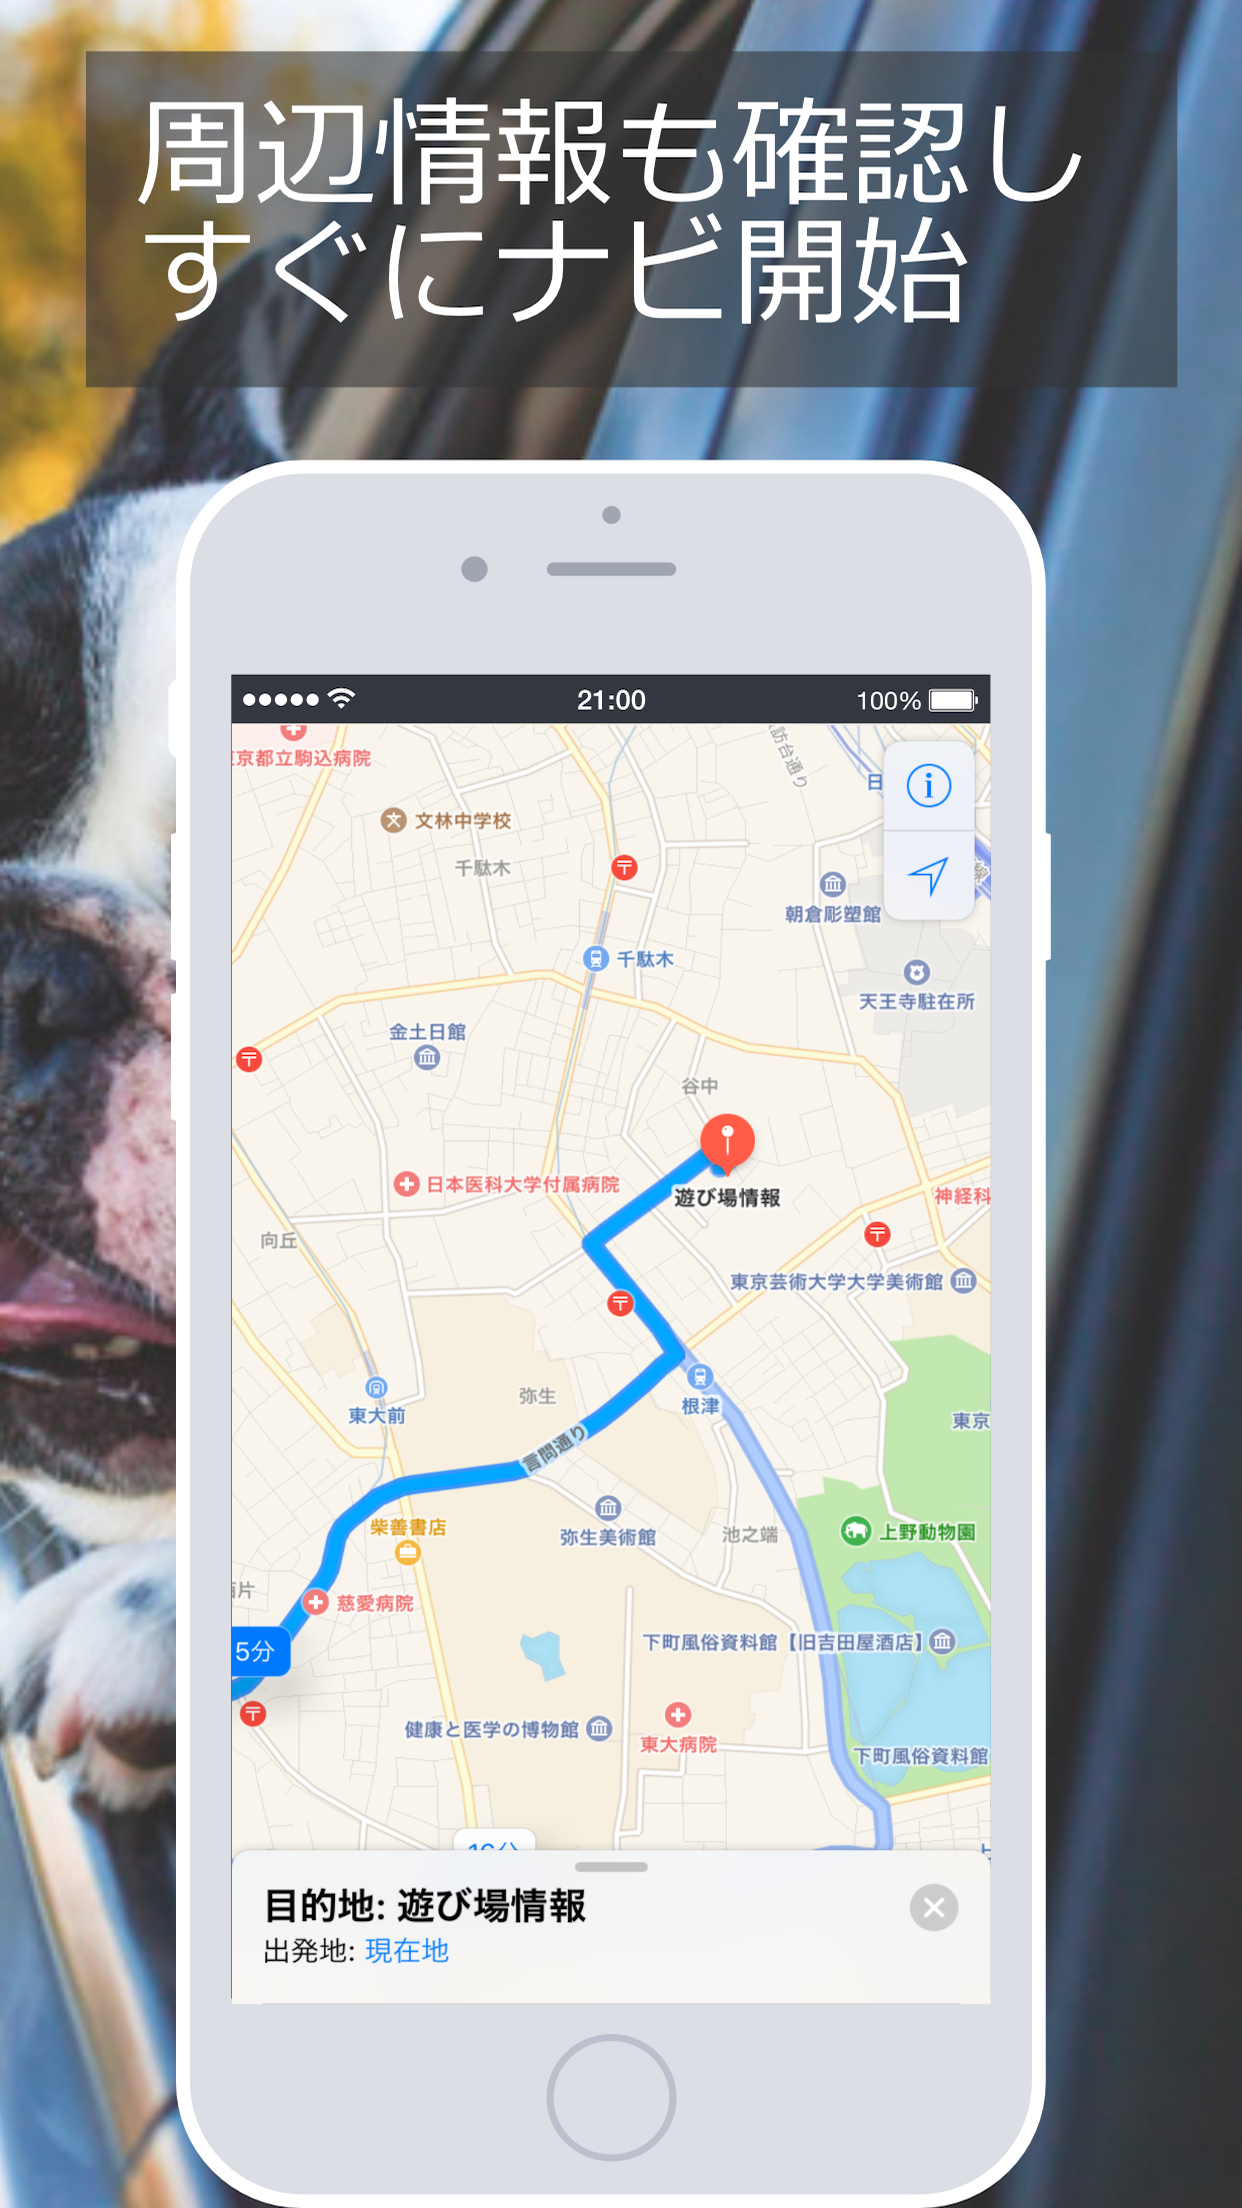 周辺情報も確認し
すぐにナビ開始
21:00
100%
京都立駒込病院
諏訪台通り
日
文林中学校
千駄木
朝倉彫塑館
千駄木
天王寺駐在所
金土日館
谷中
日本医科大学付属病院
遊び場情報
神経科
向丘
東京芸術大学大学美術館
弥生
根津
東大前
東京
言問通り
柴善書店
弥生美術館
池之端
上野動物園
片
慈愛病院
5分
下町風俗資料館【旧吉田屋酒店】
健康と医学の博物館
東大病院
下町風俗資料館
目的地: 遊び場情報
出発地: 現在地